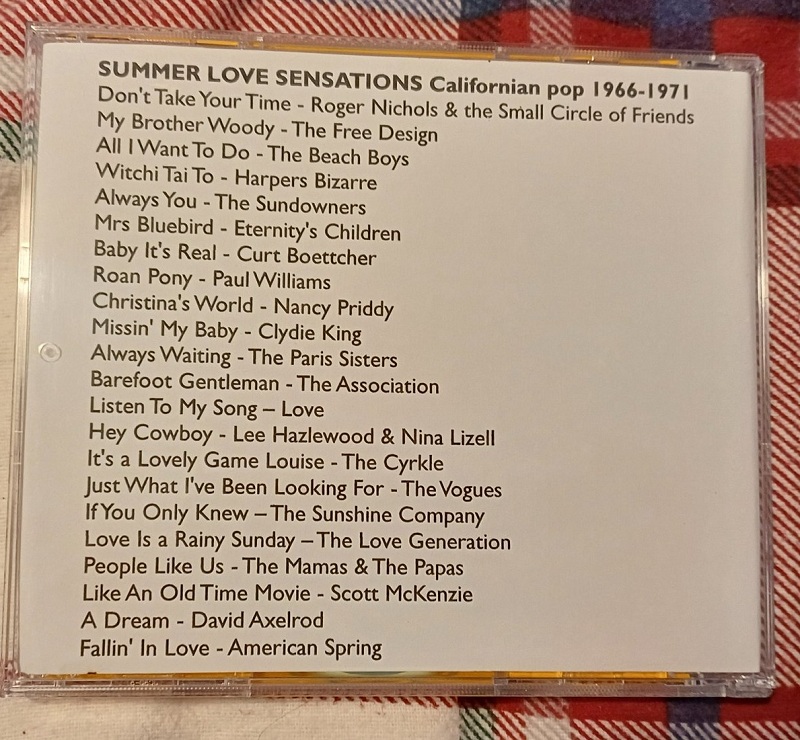 SUMMER LOVE SENSATIONS Californian pop 1966-1971
Don't Take Your Time - Roger Nichols & the Small Circle of Friends
My Brother Woody - The Free Design
All I Want To Do - The Beach Boys
Witchi Tai To - Harpers Bizarre
Always You - The Sundowners
Mrs Bluebird - Eternity's Children
Baby It's Real - Curt Boettcher
Roan Pony - Paul Williams
Christina's World - Nancy Priddy
Missin' My Baby - Clydie King
Always Waiting - The Paris Sisters
Barefoot Gentleman - The Association
Listen To My Song – Love
Hey Cowboy - Lee Hazlewood & Nina Lizell
It's a Lovely Game Louise - The Cyrkle
Just What I've Been Looking For - The Vogues
If You Only Knew – The Sunshine Company
Love Is a Rainy Sunday – The Love Generation
People Like Us - The Mamas & The Papas
Like An Old Time Movie - Scott McKenzie
A Dream - David Axelrod
Fallin' In Love - American Spring